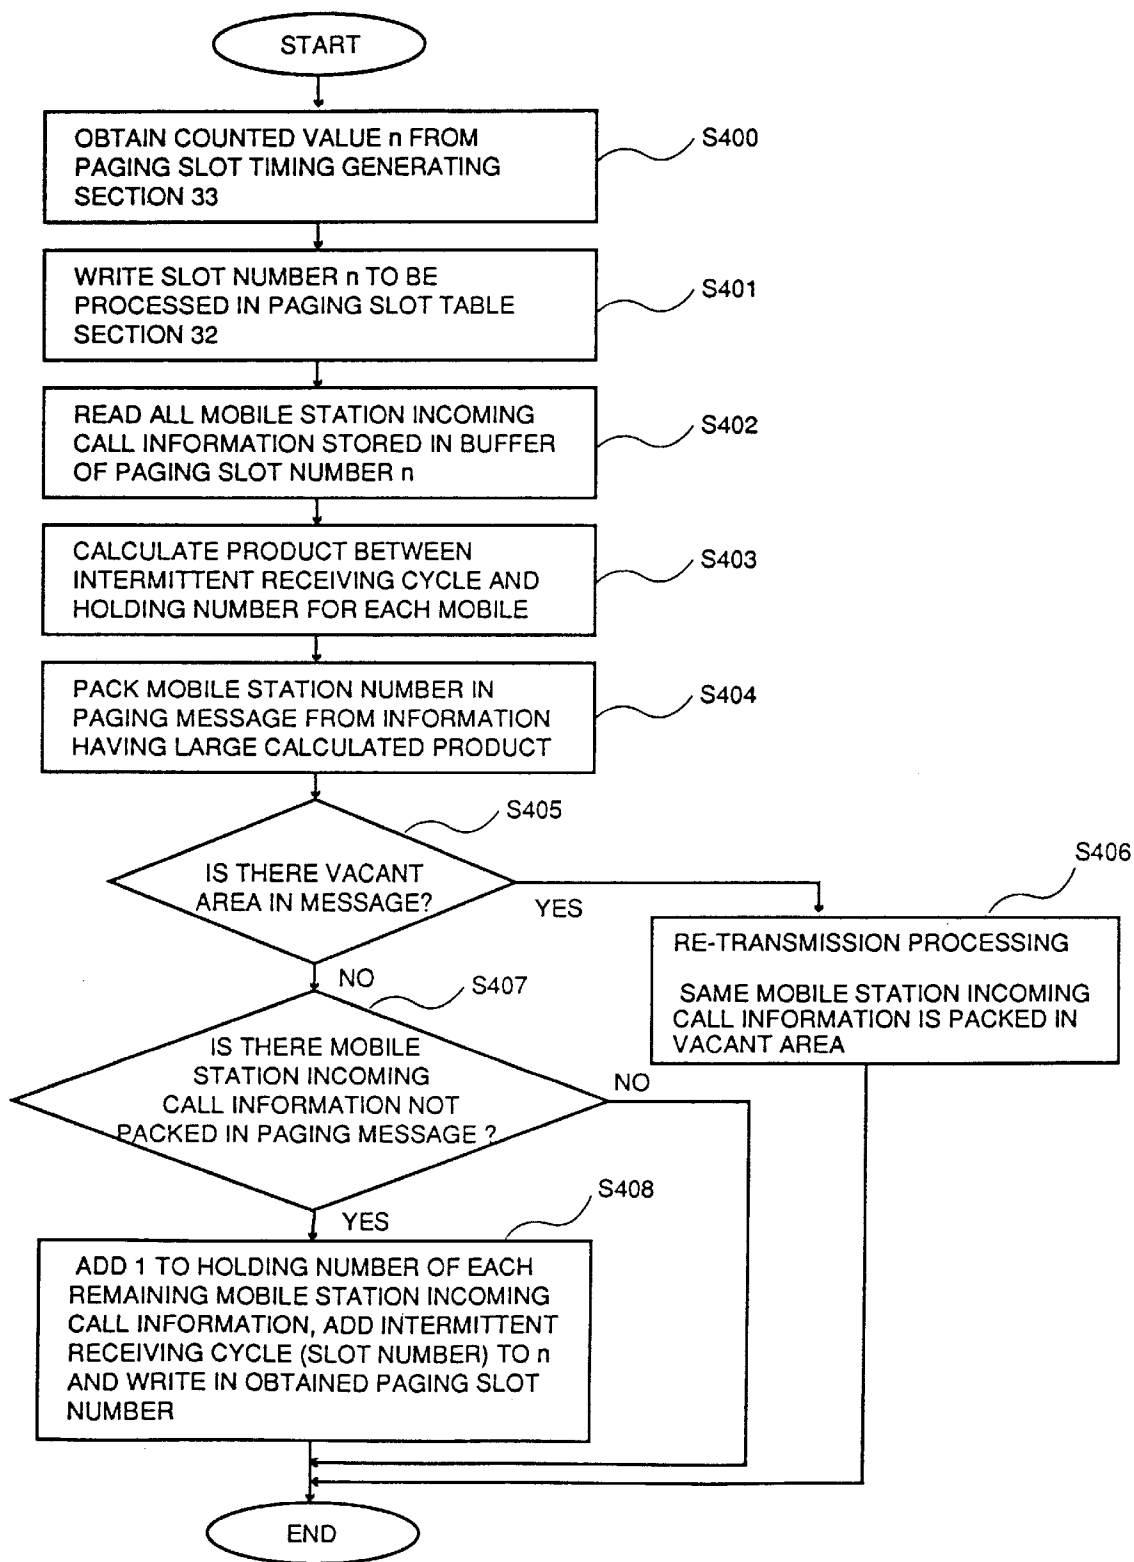 START
OBTAIN COUNTED VALUE n FROM
PAGING SLOT TIMING GENERATING
SECTION 33
S400
WRITE SLOT NUMBER n TO BE
PROCESSED IN PAGING SLOT TABLE
SECTION 32
S401
READ ALL MOBILE STATION INCOMING
CALL INFORMATION STORED IN BUFFER
OF PAGING SLOT NUMBER n
S402
CALCULATE PRODUCT BETWEEN
INTERMITTENT RECEIVING CYCLE AND
HOLDING NUMBER FOR EACH MOBILE
S403
PACK MOBILE STATION NUMBER IN
PAGING MESSAGE FROM INFORMATION
HAVING LARGE CALCULATED PRODUCT
S404
S405
IS THERE VACANT
AREA IN MESSAGE?
YES
NO
S406
RE-TRANSMISSION PROCESSING
SAME MOBILE STATION INCOMING
CALL INFORMATION IS PACKED IN
VACANT AREA
S407
IS THERE MOBILE
STATION INCOMING
CALL INFORMATION NOT
PACKED IN PAGING MESSAGE ?
NO
YES
S408
ADD 1 TO HOLDING NUMBER OF EACH
REMAINING MOBILE STATION INCOMING
CALL INFORMATION, ADD INTERMITTENT
RECEIVING CYCLE (SLOT NUMBER) TO n
AND WRITE IN OBTAINED PAGING SLOT
NUMBER
END